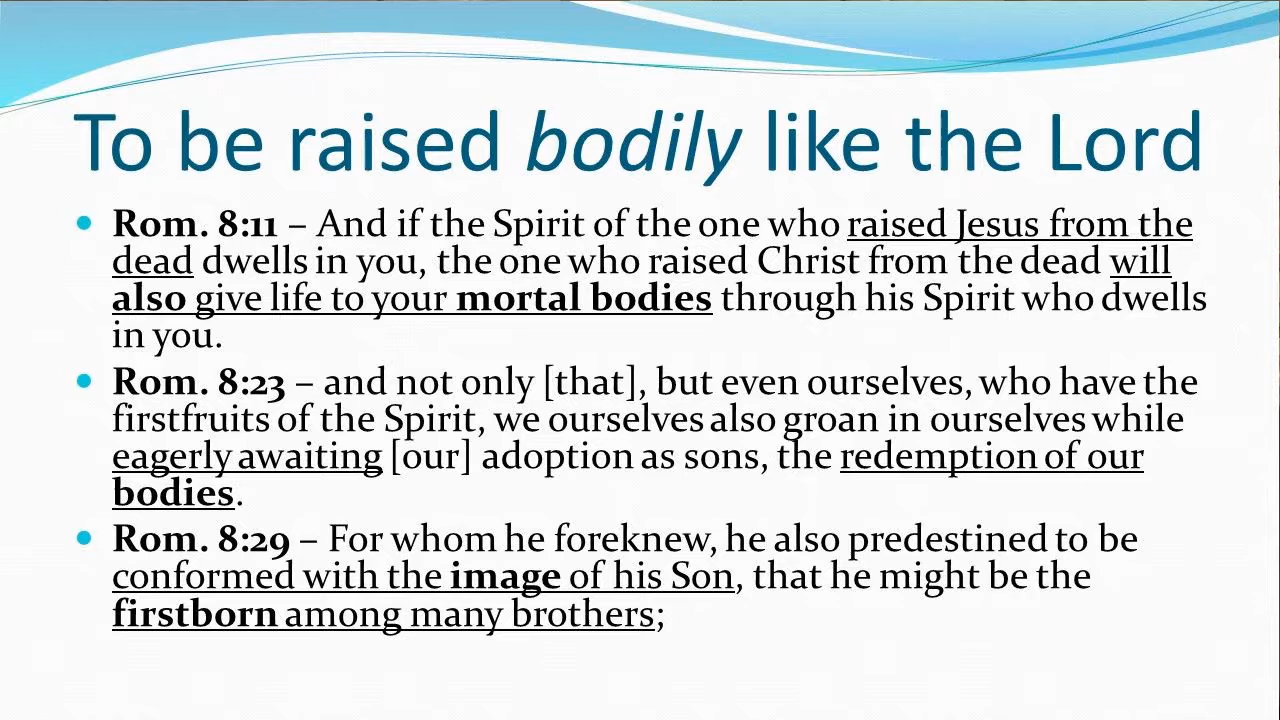 To be raised bodily like the Lord
• Rom. 8:11 – And if the Spirit of the one who raised Jesus from the
dead dwells in you, the one who raised Christ from the dead will
also give life to your mortal bodies through his Spirit who dwells
in you.
• Rom. 8:23 – and not only [that], but even ourselves, who have the
firstfruits of the Spirit, we ourselves also groan in ourselves while
eagerly awaiting [our] adoption as sons, the redemption of our
bodies.
• Rom. 8:29 – For whom he foreknew, he also predestined to be
conformed with the image of his Son, that he might be the
firstborn among many brothers;